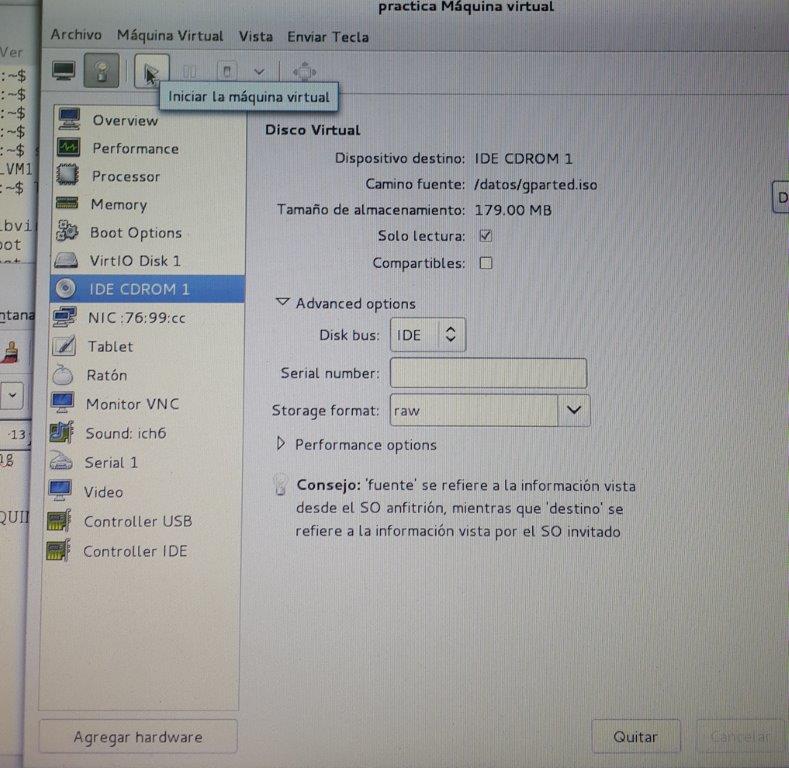 practica Máquina virtual
Archivo Máquina Virtual Vista Enviar Tecla
Ver
:~$
:~$
:~$
:~$
:~$
_VM1
:~$
Iniciar la máquina virtual
Overview
Performance
Processor
Memory
Boot Options
VirtIO Disk 1
IDE CDROM 1
NIC :76:99:cc
Tablet
Ratón
Monitor VNC
Sound: ich6
Serial 1
Video
Controller USB
Controller IDE
Agregar hardware
Disco Virtual
Dispositivo destino: IDE CDROM 1
Camino fuente: /datos/gparted.iso
Tamaño de almacenamiento: 179.00 MB
Solo lectura:
Compartibles:
Advanced options
Disk bus: IDE
Serial number:
Storage format: raw
Performance options
Consejo: 'fuente' se refiere a la información vista
desde el SO anfitrión, mientras que 'destino' se
refiere a la información vista por el SO invitado
D
Quitar Cancelar
ntana
13
QUI